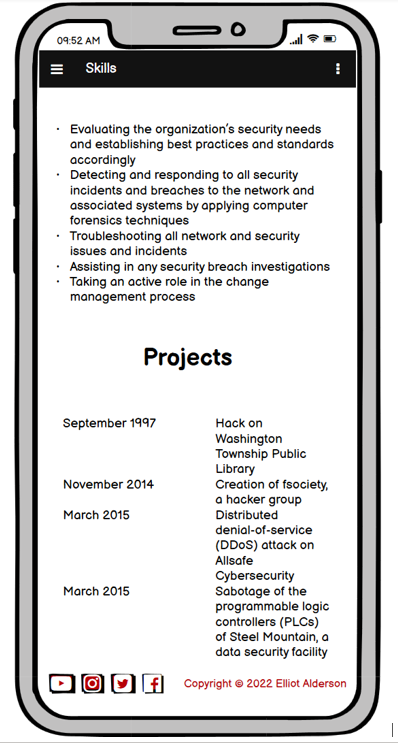 09:52 AM
Skills
· Evaluating the organization's security needs
and establishing best practices and standards
accordingly
· Detecting and responding to all security
incidents and breaches to the network and
associated systems by applying computer
forensics techniques
· Troubleshooting all network and security
issues and incidents
· Assisting in any security breach investigations
· Taking an active role in the change
management process
Projects
September 1997 Hack on
Washington
Township Public
Library
November 2014 Creation of fsociety,
a hacker group
March 2015 Distributed
denial-of-service
(DDoS) attack on
Allsafe
Cybersecurity
March 2015 Sabotage of the
programmable logic
controllers (PLCs)
of Steel Mountain, a
data security facility
Copyright © 2022 Elliot Alderson